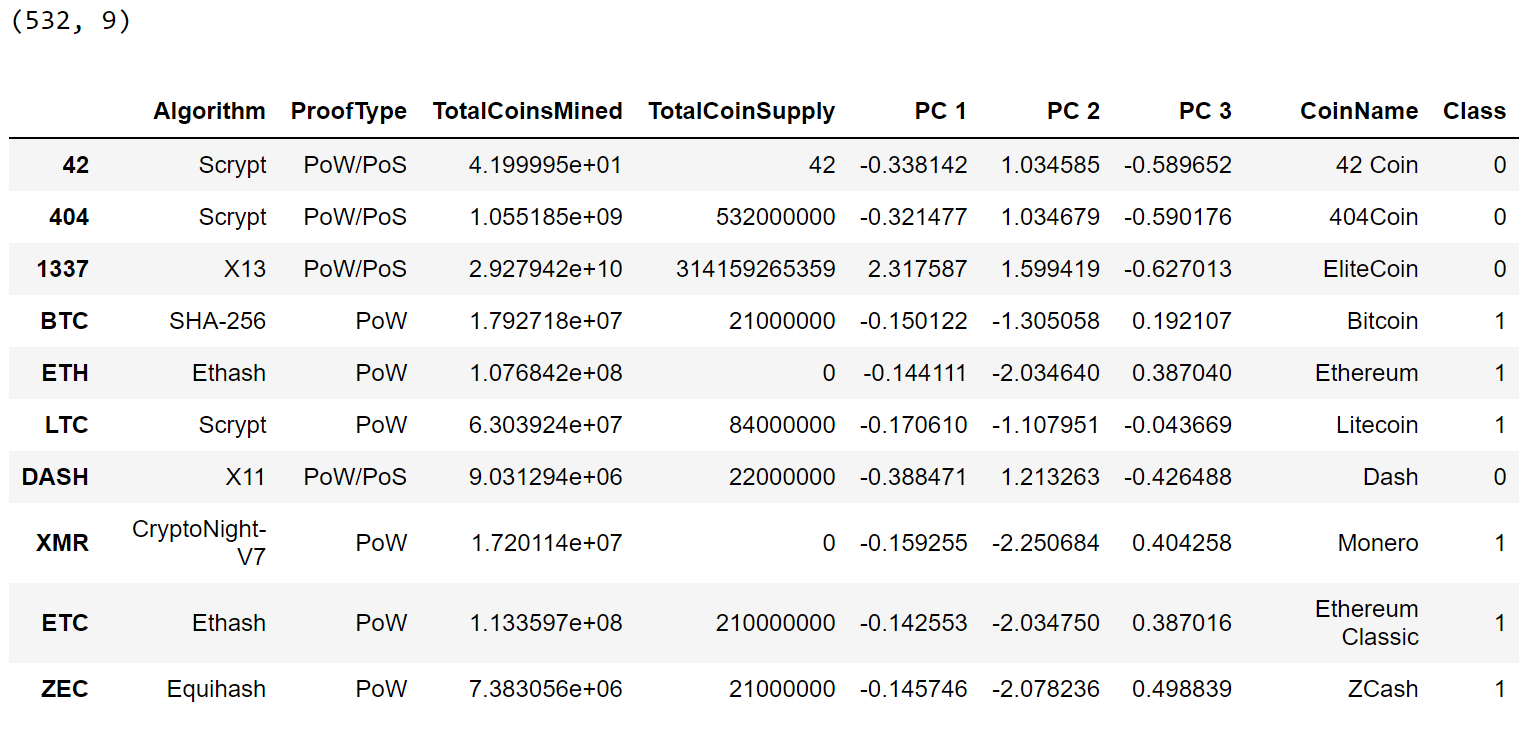 (532, 9)
Algorithm ProofType TotalCoinsMined TotalCoinSupply PC 1 PC 2 PC 3 CoinName Class
42 Scrypt PoW/PoS 4.199995e+01 42 -0.338142 1.034585 -0.589652 42 Coin 0
404 Scrypt PoW/PoS 1.055185e+09 532000000 -0.321477 1.034679 -0.590176 404Coin 0
1337 X13 PoW/PoS 2.927942e+10 314159265359 2.317587 1.599419 -0.627013 EliteCoin 0
BTC SHA-256 PoW 1.792718e+07 21000000 -0.150122 -1.305058 0.192107 Bitcoin 1
ETH Ethash PoW 1.076842e+08 0 -0.144111 -2.034640 0.387040 Ethereum 1
LTC Scrypt PoW 6.303924e+07 84000000 -0.170610 -1.107951 -0.043669 Litecoin 1
DASH X11 PoW/PoS 9.031294e+06 22000000 -0.388471 1.213263 -0.426488 Dash 0
XMR CryptoNight-
V7 PoW 1.720114e+07 0 -0.159255 -2.250684 0.404258 Monero 1
ETC Ethash PoW 1.133597e+08 210000000 -0.142553 -2.034750 0.387016 Ethereum
Classic 1
ZEC Equihash PoW 7.383056e+06 21000000 -0.145746 -2.078236 0.498839 ZCash 1